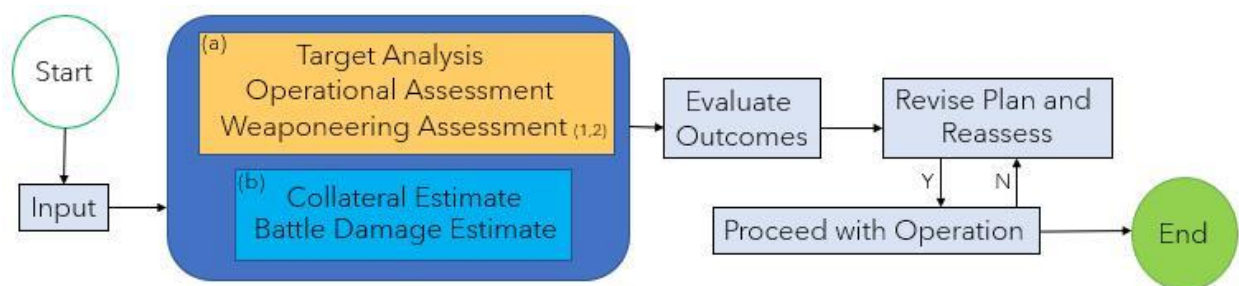 Start
Input
(a)
Target Analysis
Operational Assessment
Weaponeering Assessment (1,2)
(b)
Collateral Estimate
Battle Damage Estimate
Evaluate
Outcomes
Revise Plan and
Reassess
Y
N
Proceed with Operation
End